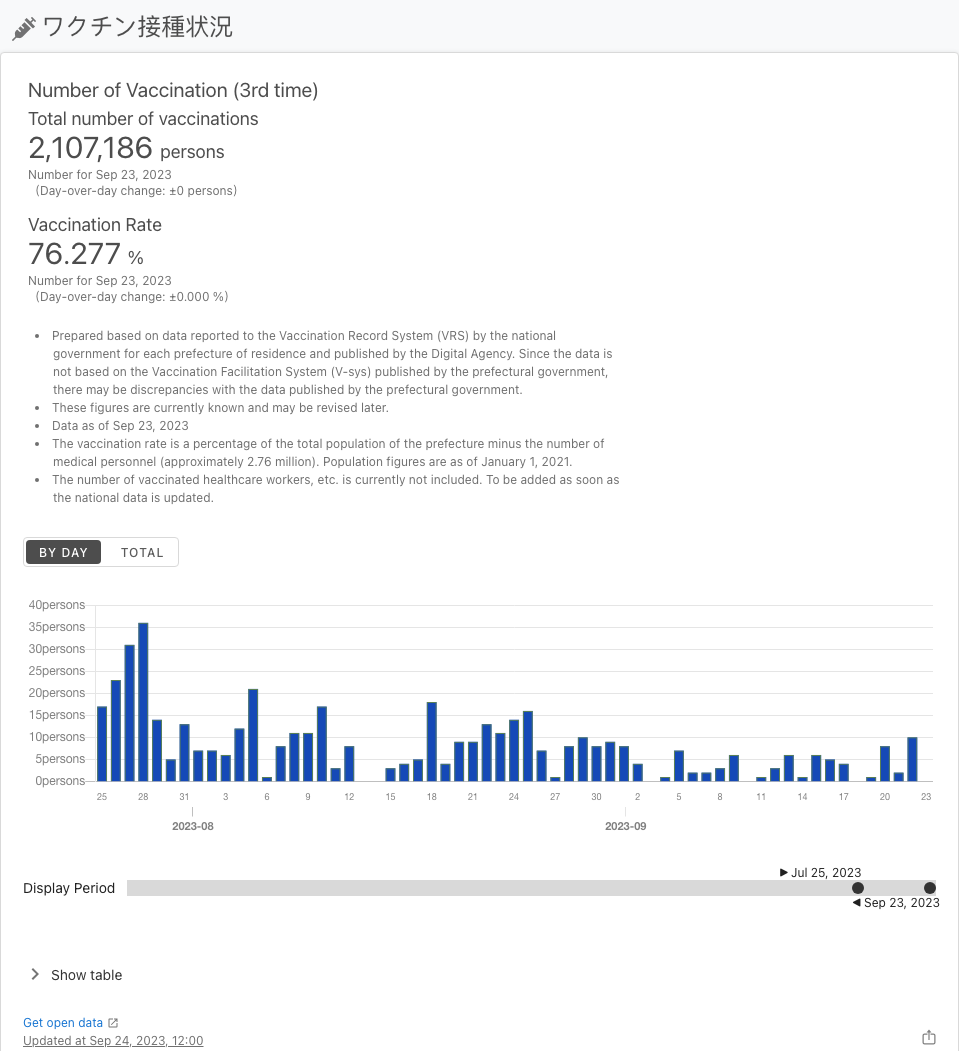 ワクチン接種状況
Number of Vaccination (3rd time)
Total number of vaccinations
2,107,186 persons
Number for Sep 23, 2023
(Day-over-day change: ±0 persons)
Vaccination Rate
76.277 %
Number for Sep 23, 2023
(Day-over-day change: ±0.000 %)
• Prepared based on data reported to the Vaccination Record System (VRS) by the national
government for each prefecture of residence and published by the Digital Agency. Since the data is
not based on the Vaccination Facilitation System (V-sys) published by the prefectural government,
there may be discrepancies with the data published by the prefectural government.
• These figures are currently known and may be revised later.
• Data as of Sep 23, 2023
• The vaccination rate is a percentage of the total population of the prefecture minus the number of
medical personnel (approximately 2.76 million). Population figures are as of January 1, 2021.
• The number of vaccinated healthcare workers, etc. is currently not included. To be added as soon as
the national data is updated.
BY DAY TOTAL
40persons
35persons
30persons
25persons
20persons
15persons
10persons
5persons
0persons
25 28 31 3 6 9 12 15 18 21 24 27 30 2 5 8 11 14 17 20 23
2023-08 2023-09
Jul 25, 2023
Display Period
Sep 23, 2023
Show table
Get open data
Updated at Sep 24, 2023, 12:00